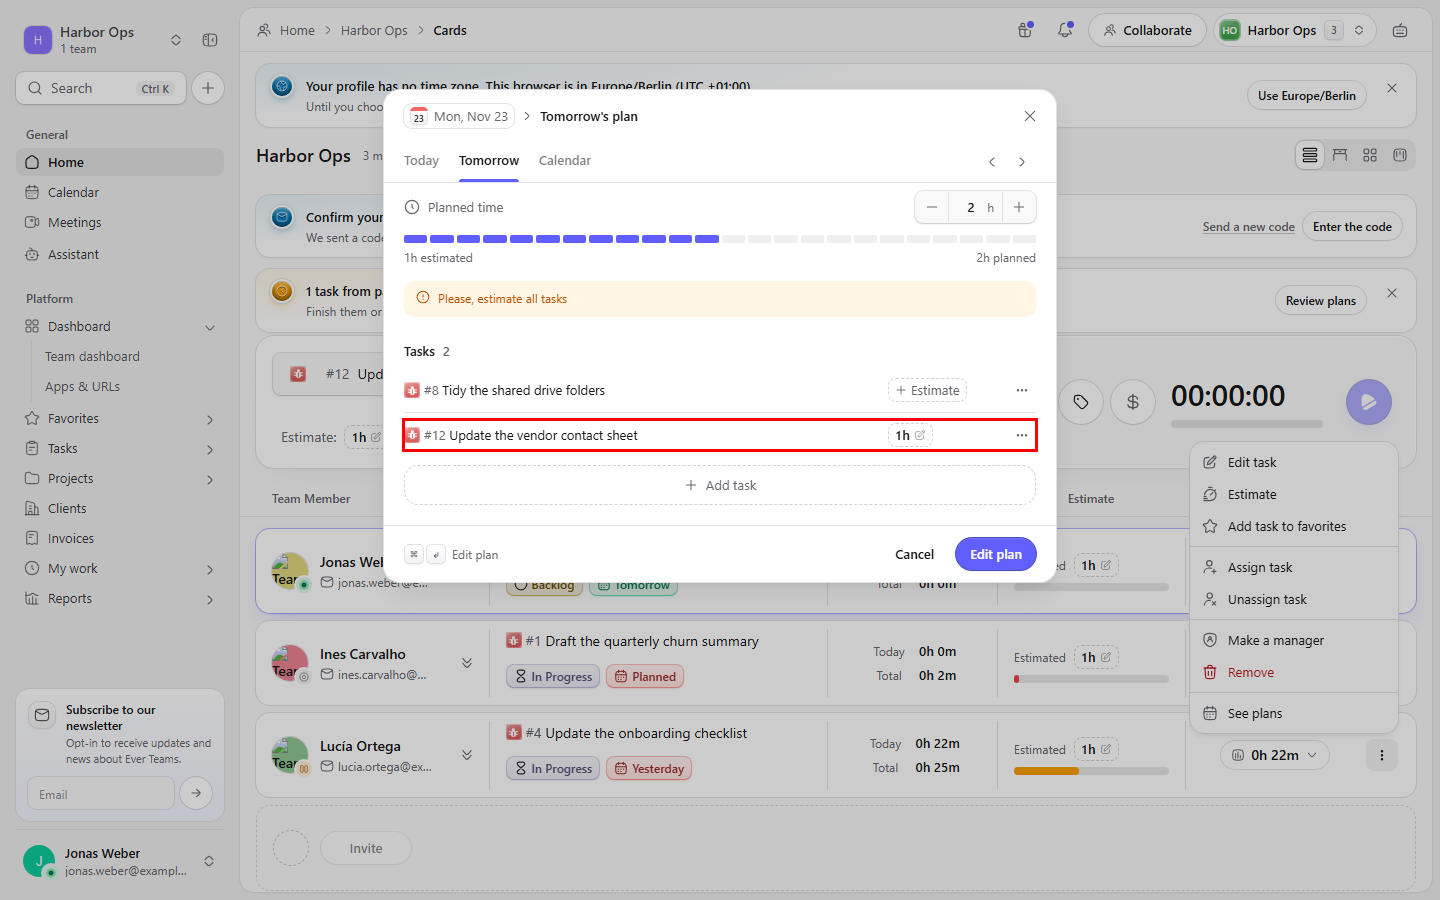 H
Harbor Ops
1 team
Search
Ctrl K
General
Home
Calendar
Meetings
Assistant
Platform
Dashboard
Team dashboard
Apps & URLs
Favorites
Tasks
Projects
Clients
Invoices
My work
Reports
Subscribe to our
newsletter
Opt-in to receive updates and
news about Ever Teams.
Email
J
Jonas Weber
jonas.weber@exampl...
Home
Harbor Ops
Cards
Collaborate
HO
Harbor Ops
3
Your profile has no time zone. This browser is in Europe/Berlin (UTC +01:00)
Until you choo
Use Europe/Berlin
Harbor Ops
3 m
Confirm your
We sent a code
Send a new code
Enter the code
1 task from p
Finish them or
Review plans
#12 Upd
Estimate:
1h
00:00:00
Team Member
Estimate
23
Mon, Nov 23
Tomorrow's plan
Today
Tomorrow
Calendar
Planned time
2 h
1h estimated
2h planned
Please, estimate all tasks
Tasks 2
#8 Tidy the shared drive folders
Estimate
#12 Update the vendor contact sheet
1h
Add task
Edit plan
Cancel
Edit plan
Edit task
Estimate
Add task to favorites
Assign task
Unassign task
Make a manager
Remove
See plans
Jonas Wel
jonas.weber@e...
Backlog
Tomorrow
Total
0h 0m
1h
Ines Carvalho
ines.carvalho@...
#1 Draft the quarterly churn summary
In Progress
Planned
Today 0h 0m
Total 0h 2m
Estimated
1h
Lucía Ortega
lucia.ortega@ex...
#4 Update the onboarding checklist
In Progress
Yesterday
Today 0h 22m
Total 0h 25m
Estimated
1h
0h 22m
Invite